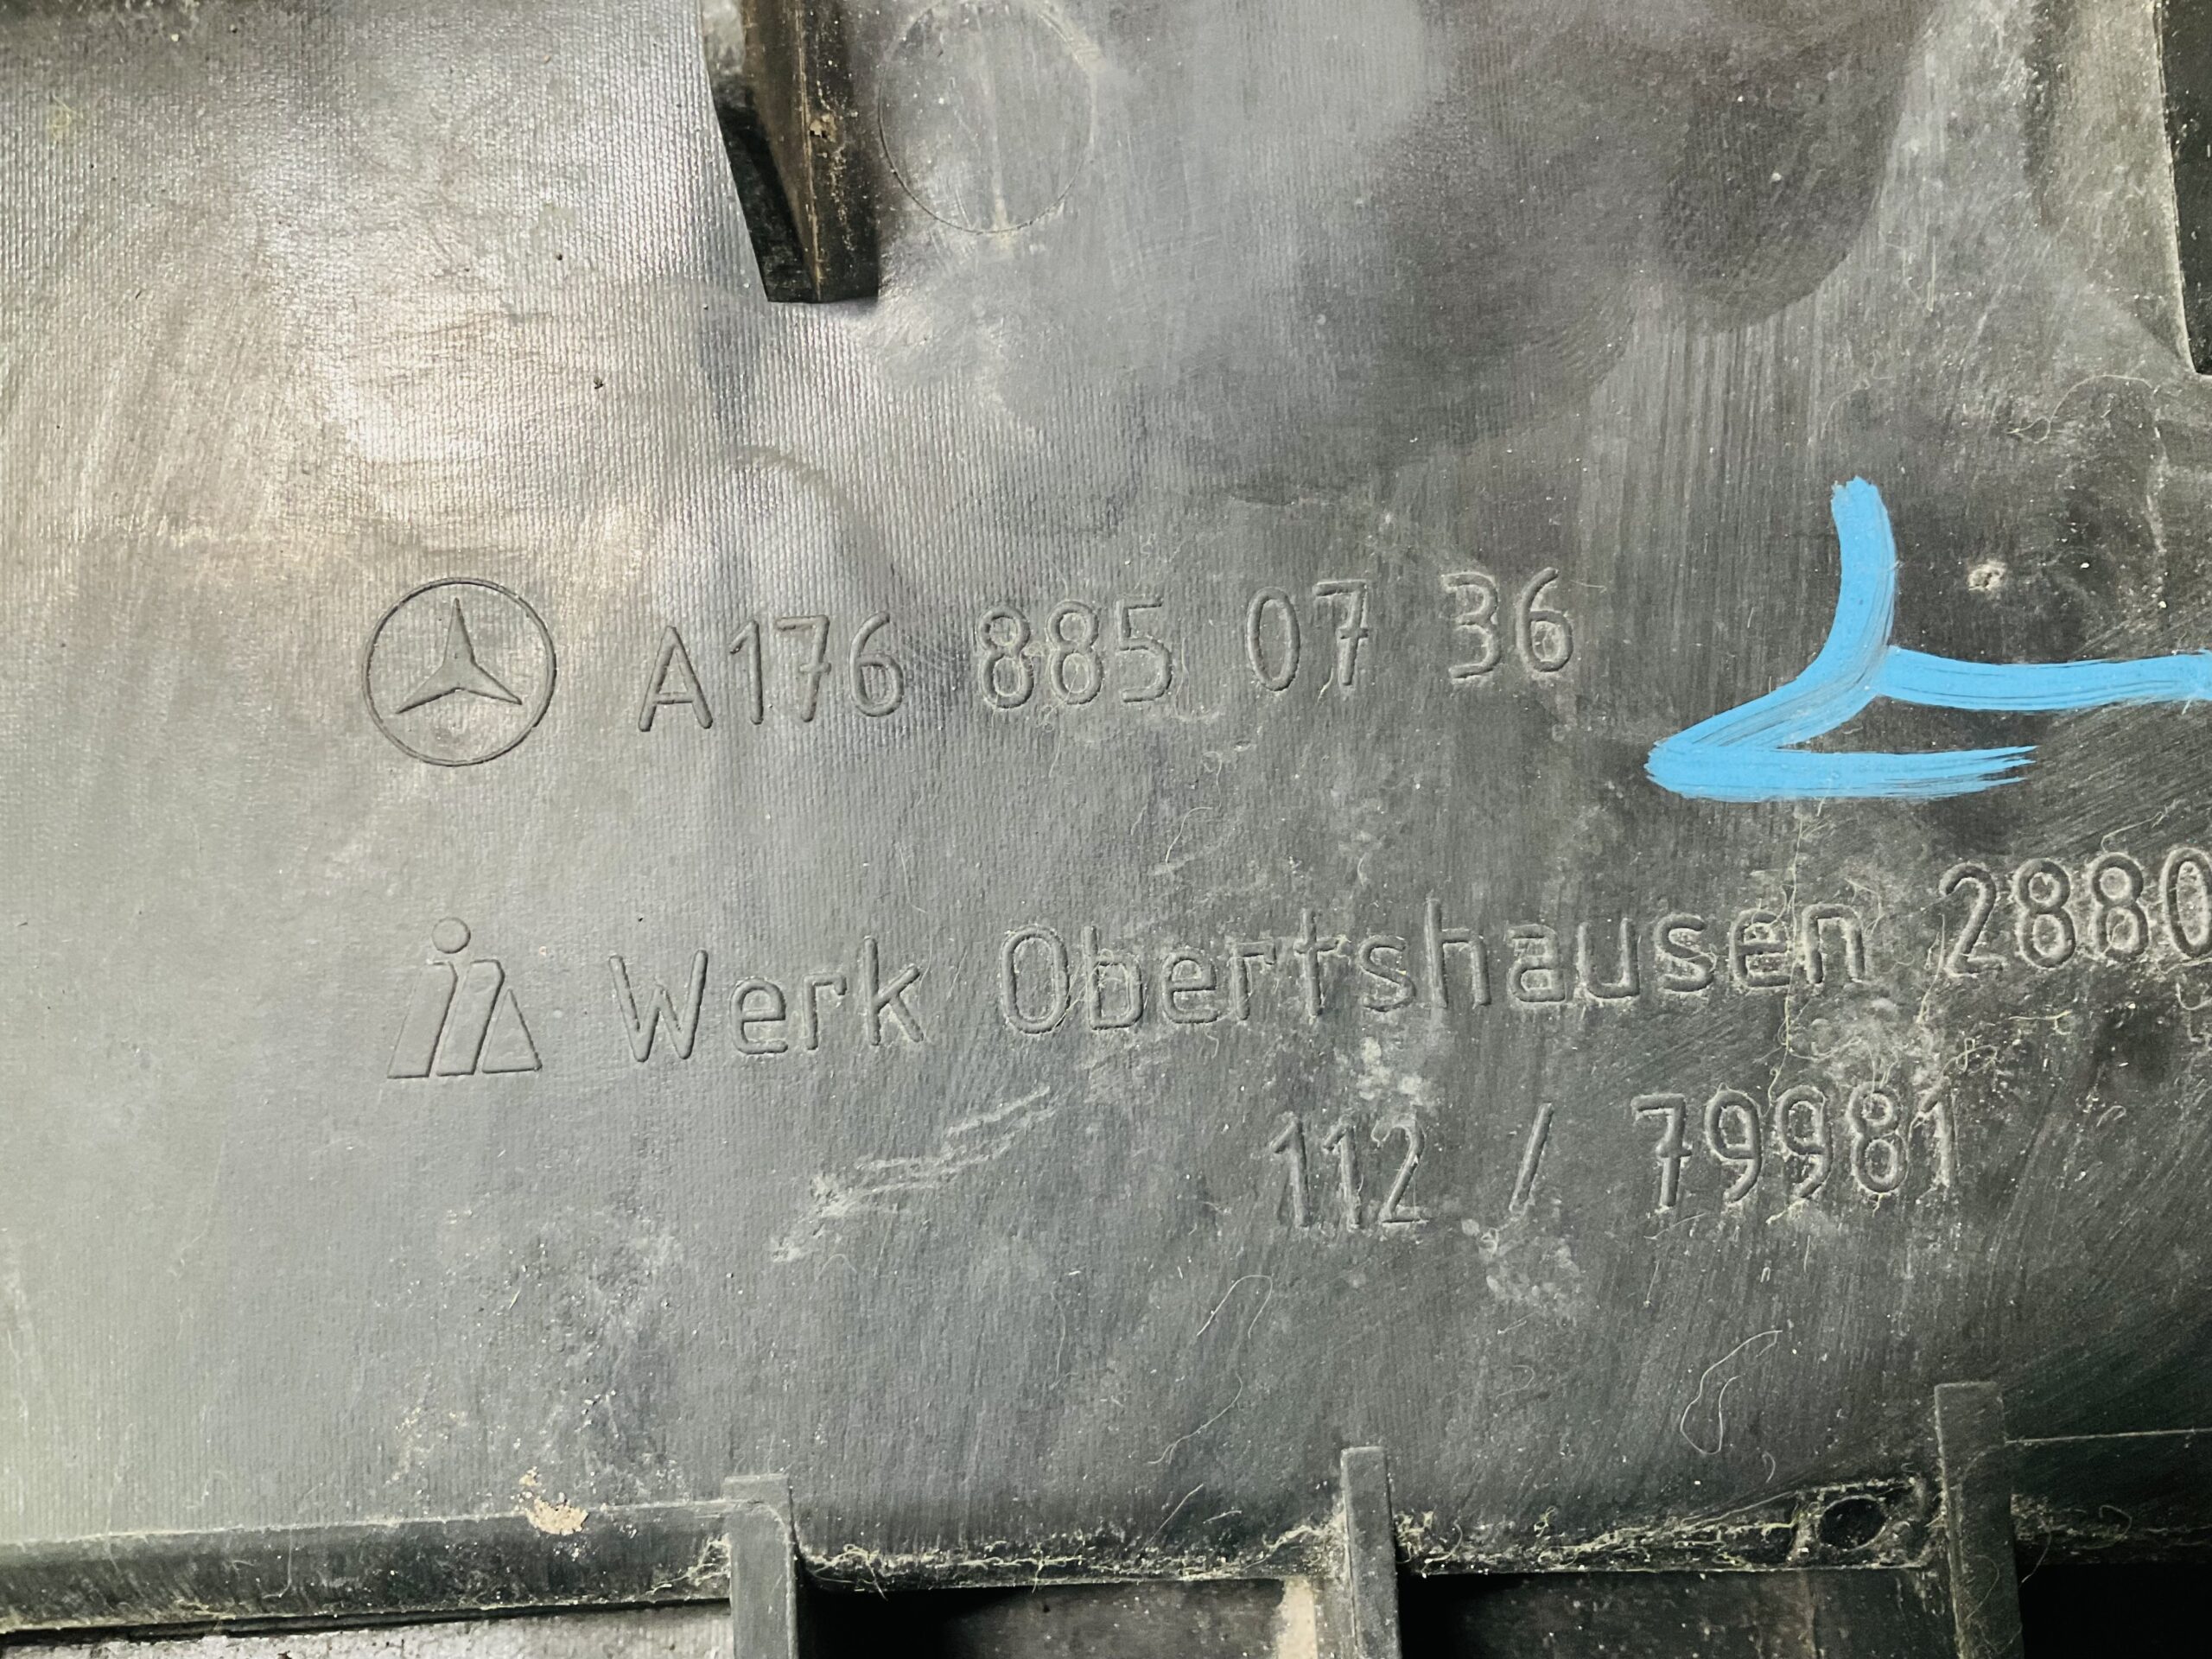 A176 885 07 36
Werk Obertshausen 2880
112 / 79981